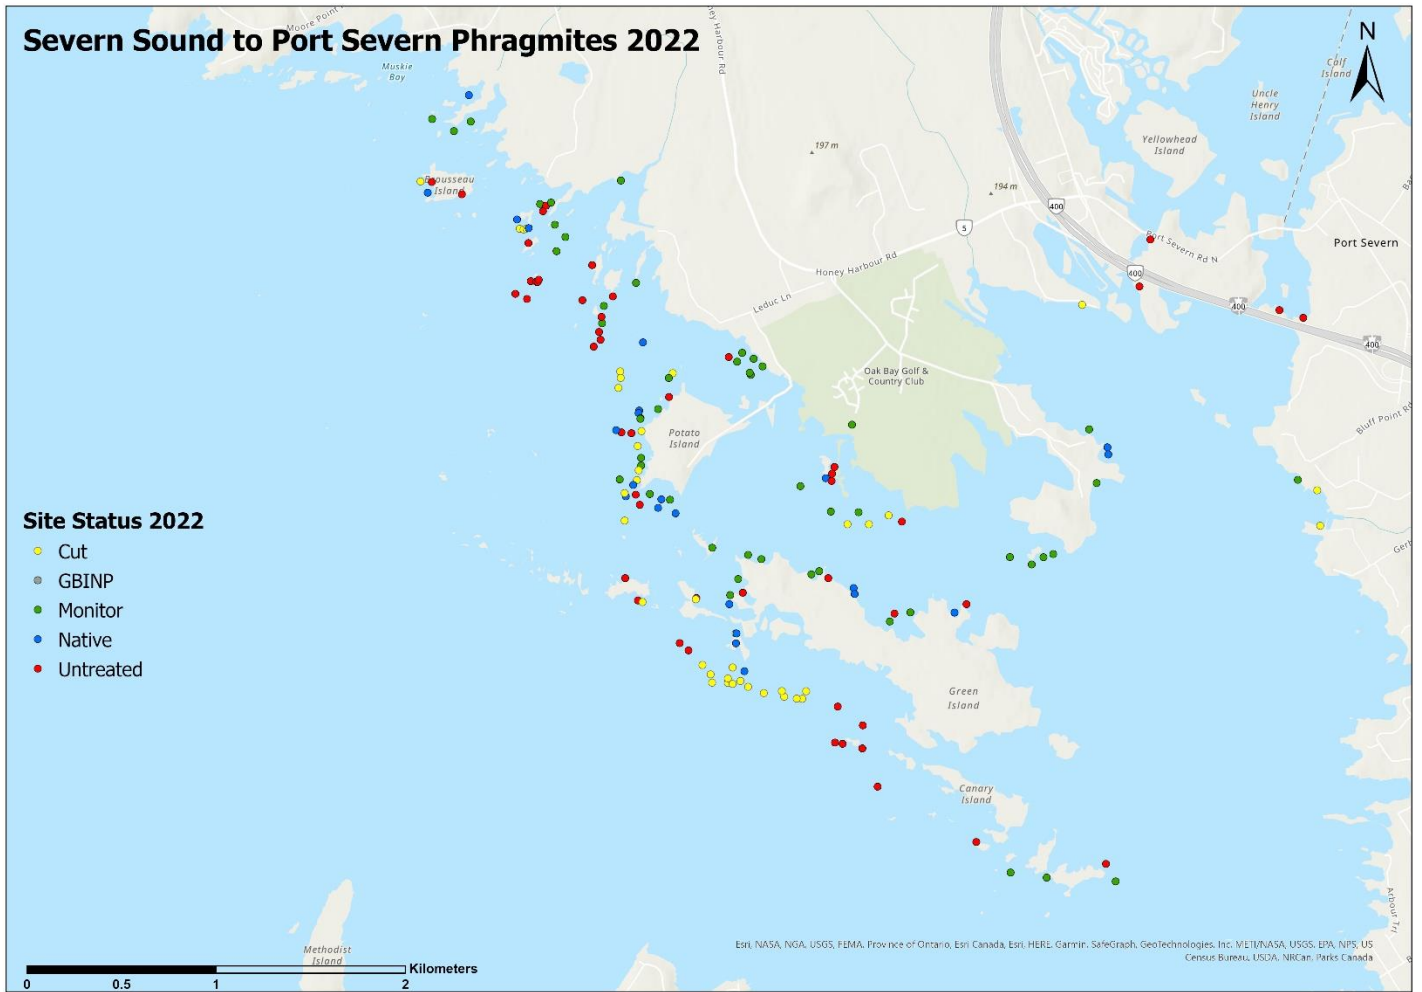 Severn Sound to Port Severn Phragmites 2022
Moore Point
Muskie
Bay
Honey Harbour Rd
N
Calf
Island
Uncle
Henry
Island
Yellowhead
Island
197 m
194 m
Brousseau
Island
400
5
Port Severn Rd N
Port Severn
Honey Harbour Rd
400
Leduc Ln
400
400
Oak Bay Golf &
Country Club
Bluff Point Rd
Potato
Island
Site Status 2022
Cut
GBINP
Monitor
Native
Untreated
Green
Island
Canary
Island
Arbour Trl
Methodist
Island
Esri, NASA, NGA, USGS, FEMA, Province of Ontario, Esri Canada, Esri, HERE, Garmin, SafeGraph, GeoTechnologies, Inc, METI/NASA, USGS, EPA, NPS, US
Census Bureau, USDA, NRCan, Parks Canada
Kilometers
0 0.5 1 2